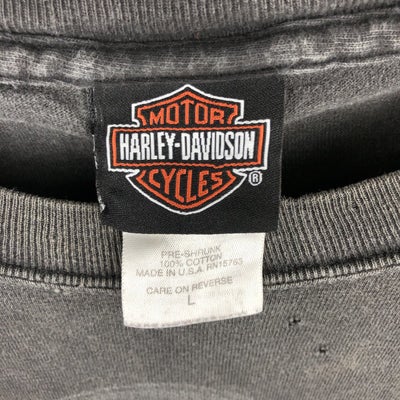 MOTOR
HARLEY-DAVIDSON
CYCLES ®
PRE-SHRUNK
100% COTTON
MADE IN U.S.A. RN15763
CARE ON REVERSE
L